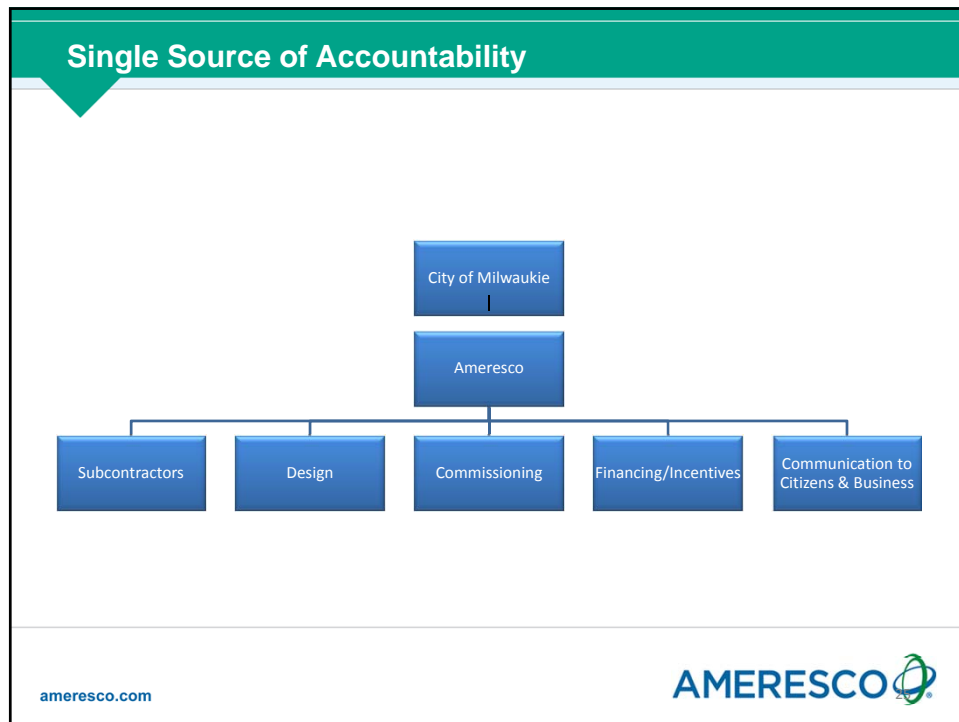 Single Source of Accountability
City of Milwaukie
Ameresco
Subcontractors
Design
Commissioning
Financing/Incentives
Communication to
Citizens & Business
ameresco.com
AMERESCO